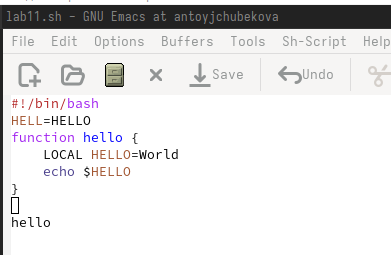 lab11.sh - GNU Emacs at antoyjchubekova
File Edit Options Buffers Tools Sh-Script Help
Save Undo
#!/bin/bash
HELL=HELLO
function hello {
LOCAL HELLO=World
echo $HELLO
}
hello